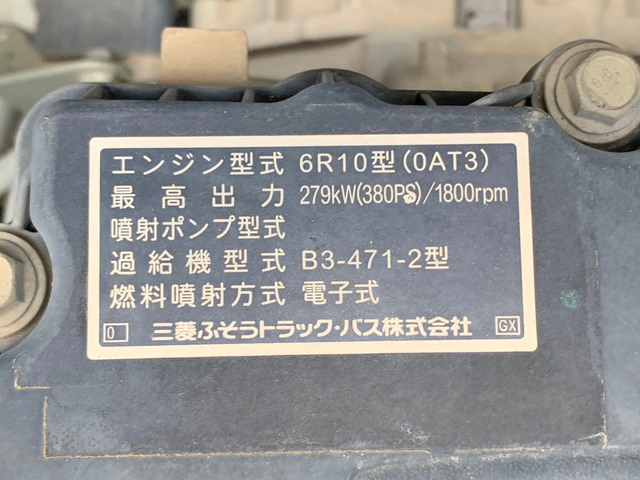 エンジン型式 6R10型(0AT3)
最高出力 279kW(380PS)/1800rpm
噴射ポンプ型式
過給機型式 B3-471-2型
燃料噴射方式 電子式
0 三菱ふそうトラック・バス株式会社 GX